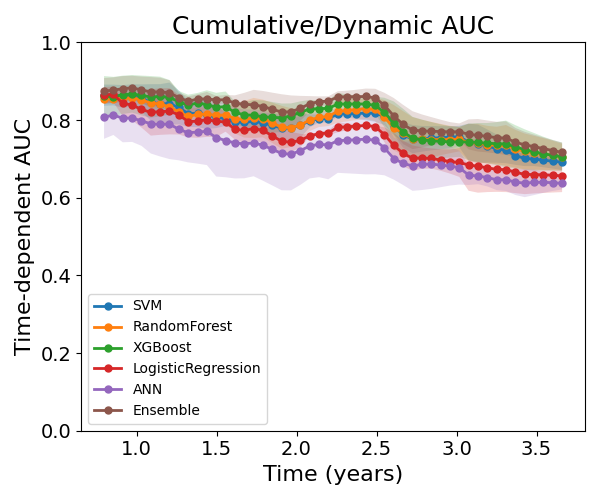 Cumulative/Dynamic AUC
Time-dependent AUC
1.0
0.8
0.6
0.4
0.2
0.0
SVM
RandomForest
XGBoost
LogisticRegression
ANN
Ensemble
1.0 1.5 2.0 2.5 3.0 3.5
Time (years)